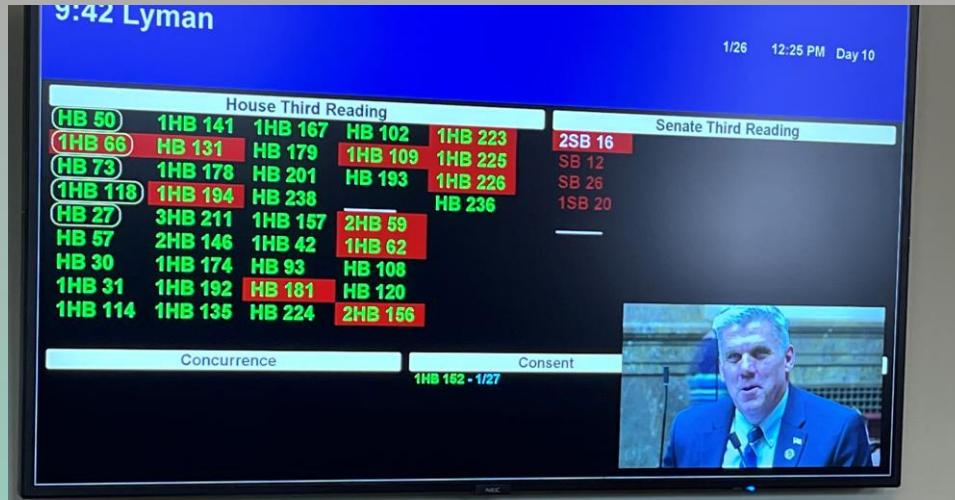 9:42 Lyman
1/26 12:25 PM Day 10
House Third Reading
HB 50 1HB 141 1HB 167 HB 102 1HB 223
1HB 66 HB 131 HB 179 1HB 109 1HB 225
HB 73 1HB 178 HB 201 HB 193 1HB 226
1HB 118 1HB 194 HB 238 HB 236
HB 27 3HB 211 1HB 157 2HB 59
HB 57 2HB 146 1HB 42 1HB 62
HB 30 1HB 174 HB 93 HB 108
1HB 31 1HB 192 HB 181 HB 120
1HB 114 1HB 135 HB 224 2HB 156
Senate Third Reading
2SB 16
SB 12
SB 26
1SB 20
Concurrence
Consent
1HB 152 - 1/27
NEC